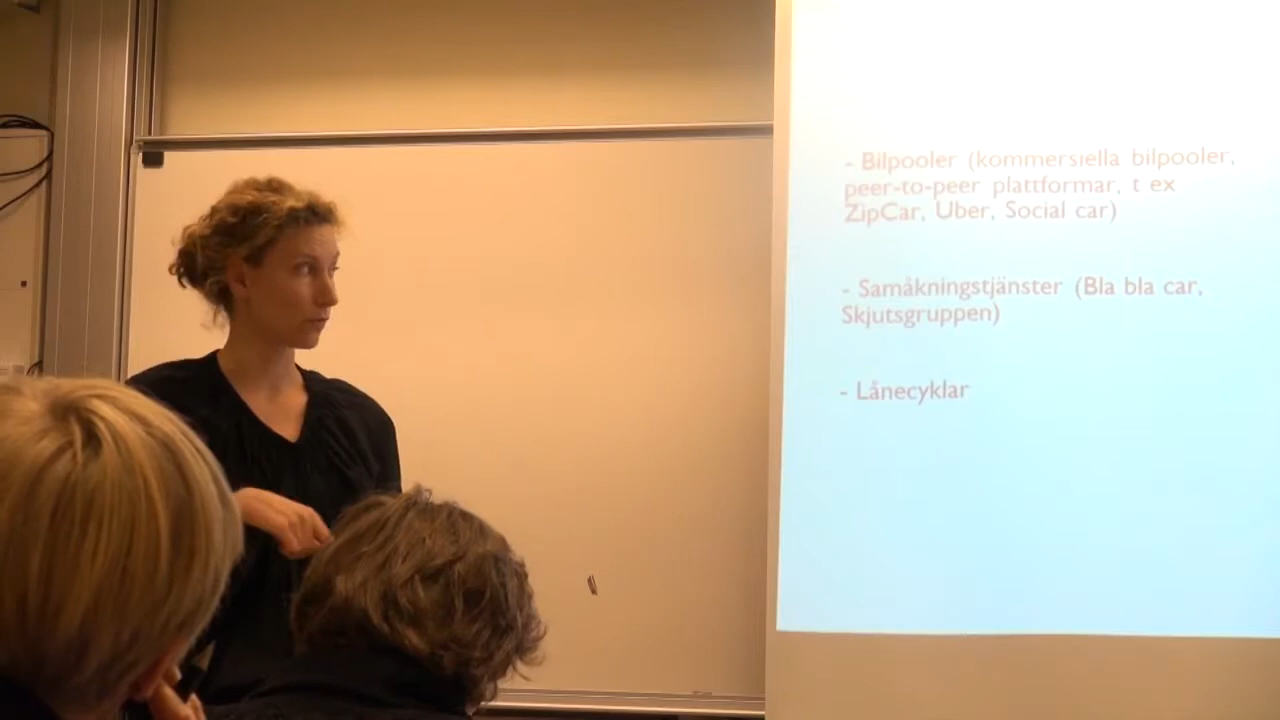 - Bilpooler (kommersiella bilpooler,
peer-to-peer plattformar, t ex
ZipCar, Uber, Social car)
- Samåkningstjänster (Bla bla car,
Skjutsgruppen)
- Lånecyklar